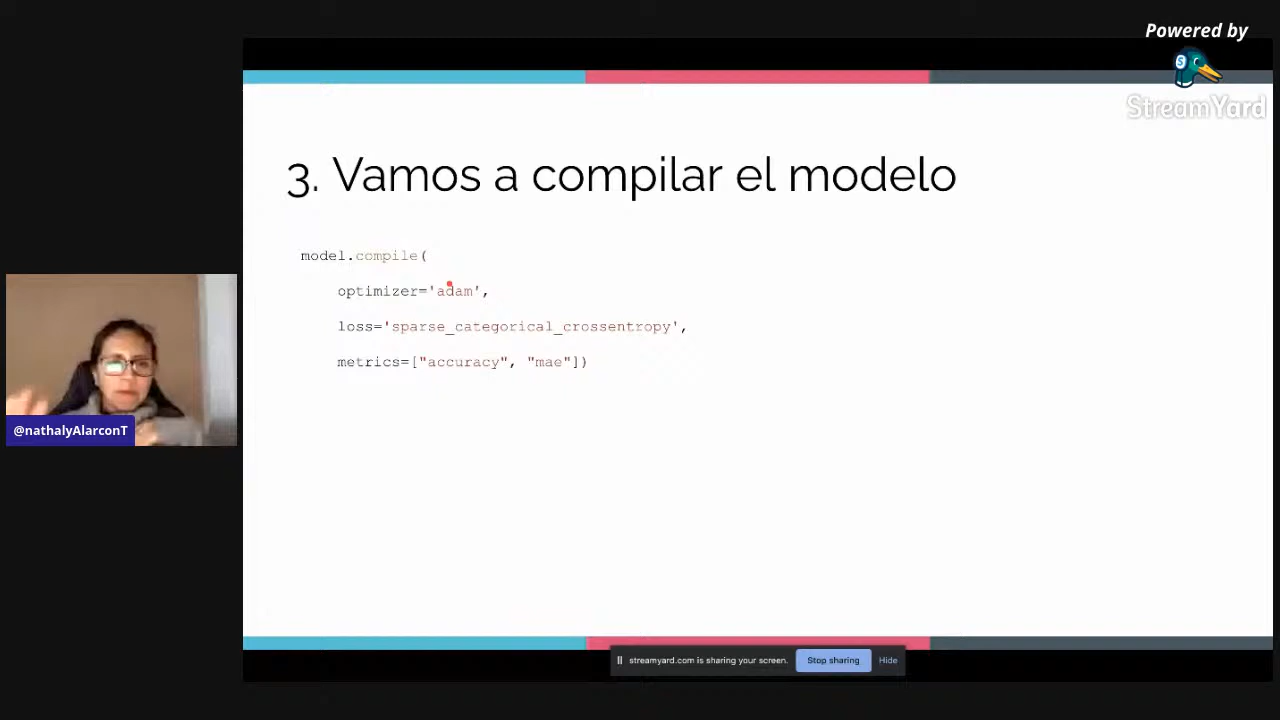 Powered by
StreamYard
3. Vamos a compilar el modelo
model.compile(
optimizer='adam',
loss='sparse_categorical_crossentropy',
metrics=["accuracy", "mae"])
@nathalyAlarconT
streamyard.com is sharing your screen.
Stop sharing
Hide